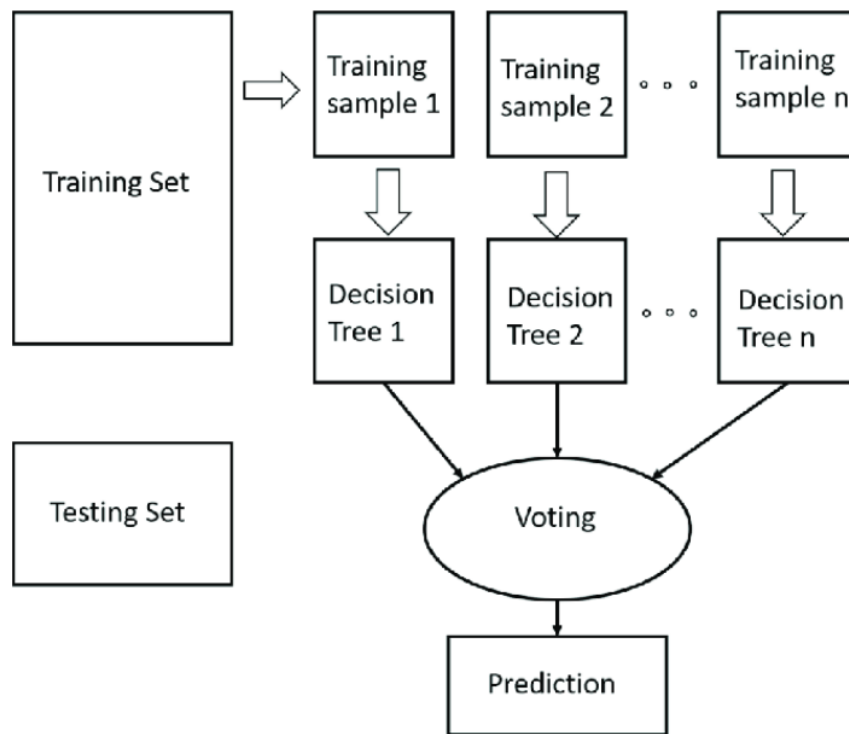 Training Set
Training
sample 1
Training
sample 2
Training
sample n
Decision
Tree 1
Decision
Tree 2
Decision
Tree n
Testing Set
Voting
Prediction